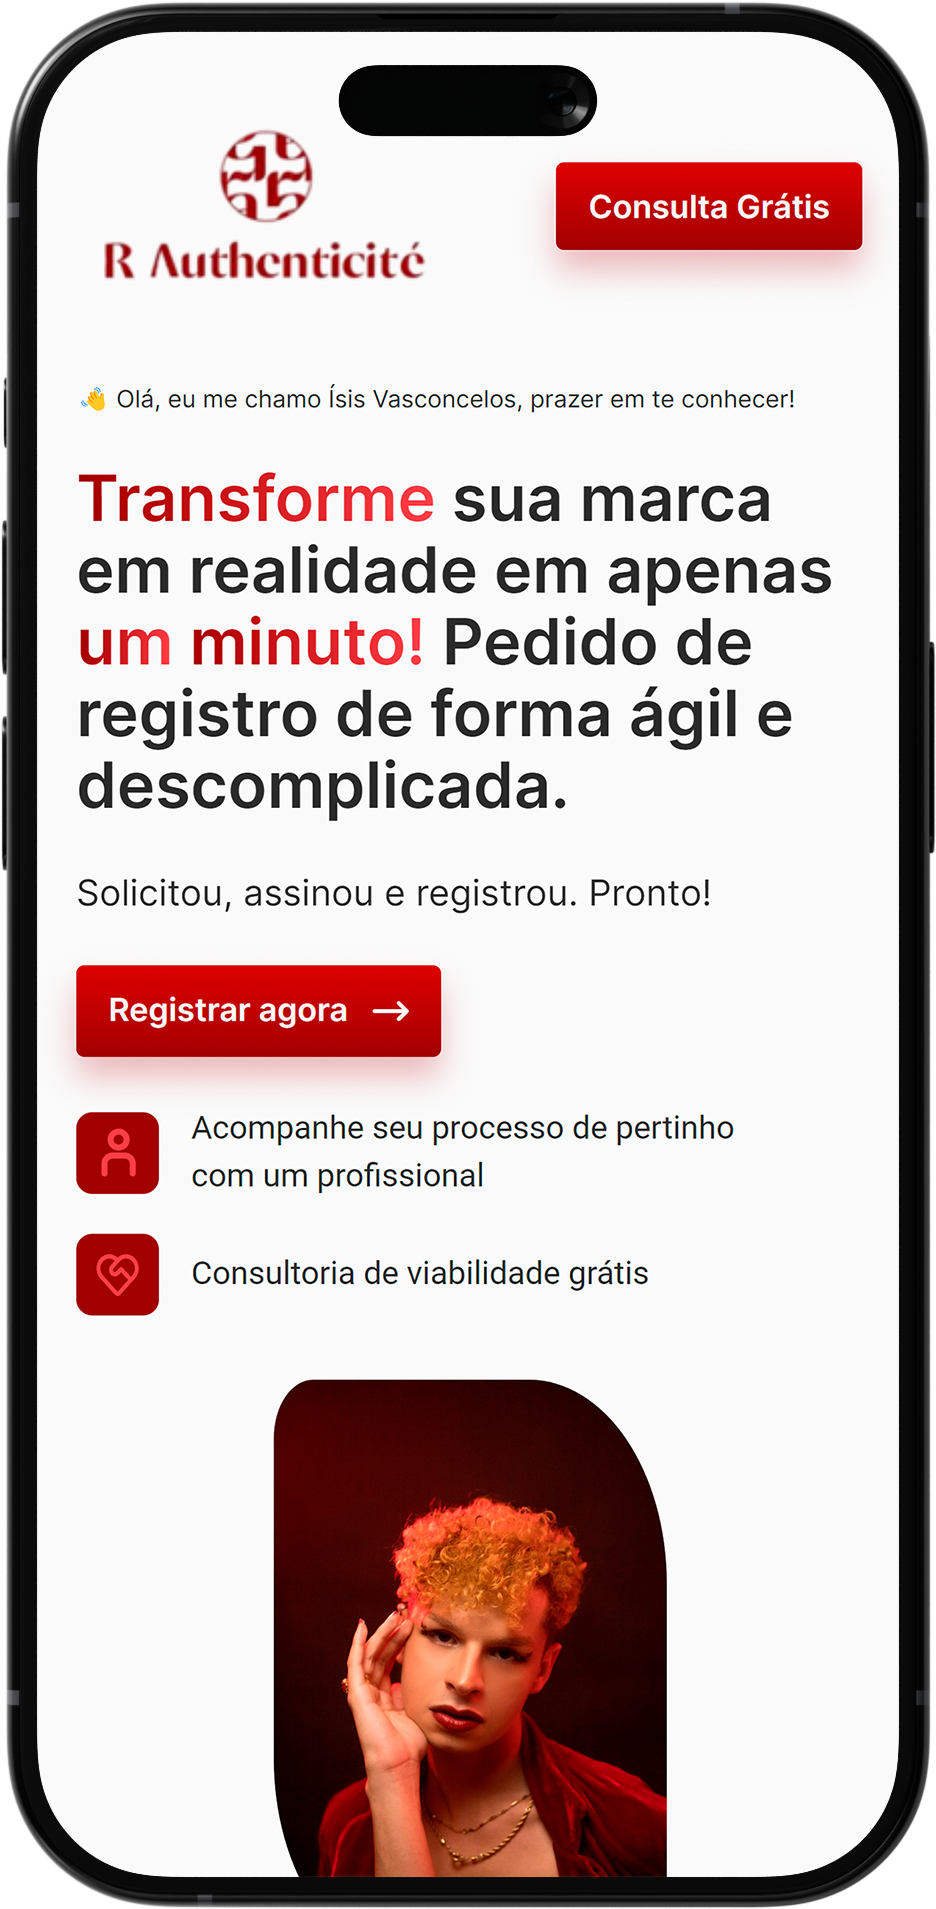 R Authenticité
Consulta Grátis
👋 Olá, eu me chamo Ísis Vasconcelos, prazer em te conhecer!
Transforme sua marca
em realidade em apenas
um minuto! Pedido de
registro de forma ágil e
descomplicada.
Solicitou, assinou e registrou. Pronto!
Registrar agora →
Acompanhe seu processo de pertinho
com um profissional
Consultoria de viabilidade grátis